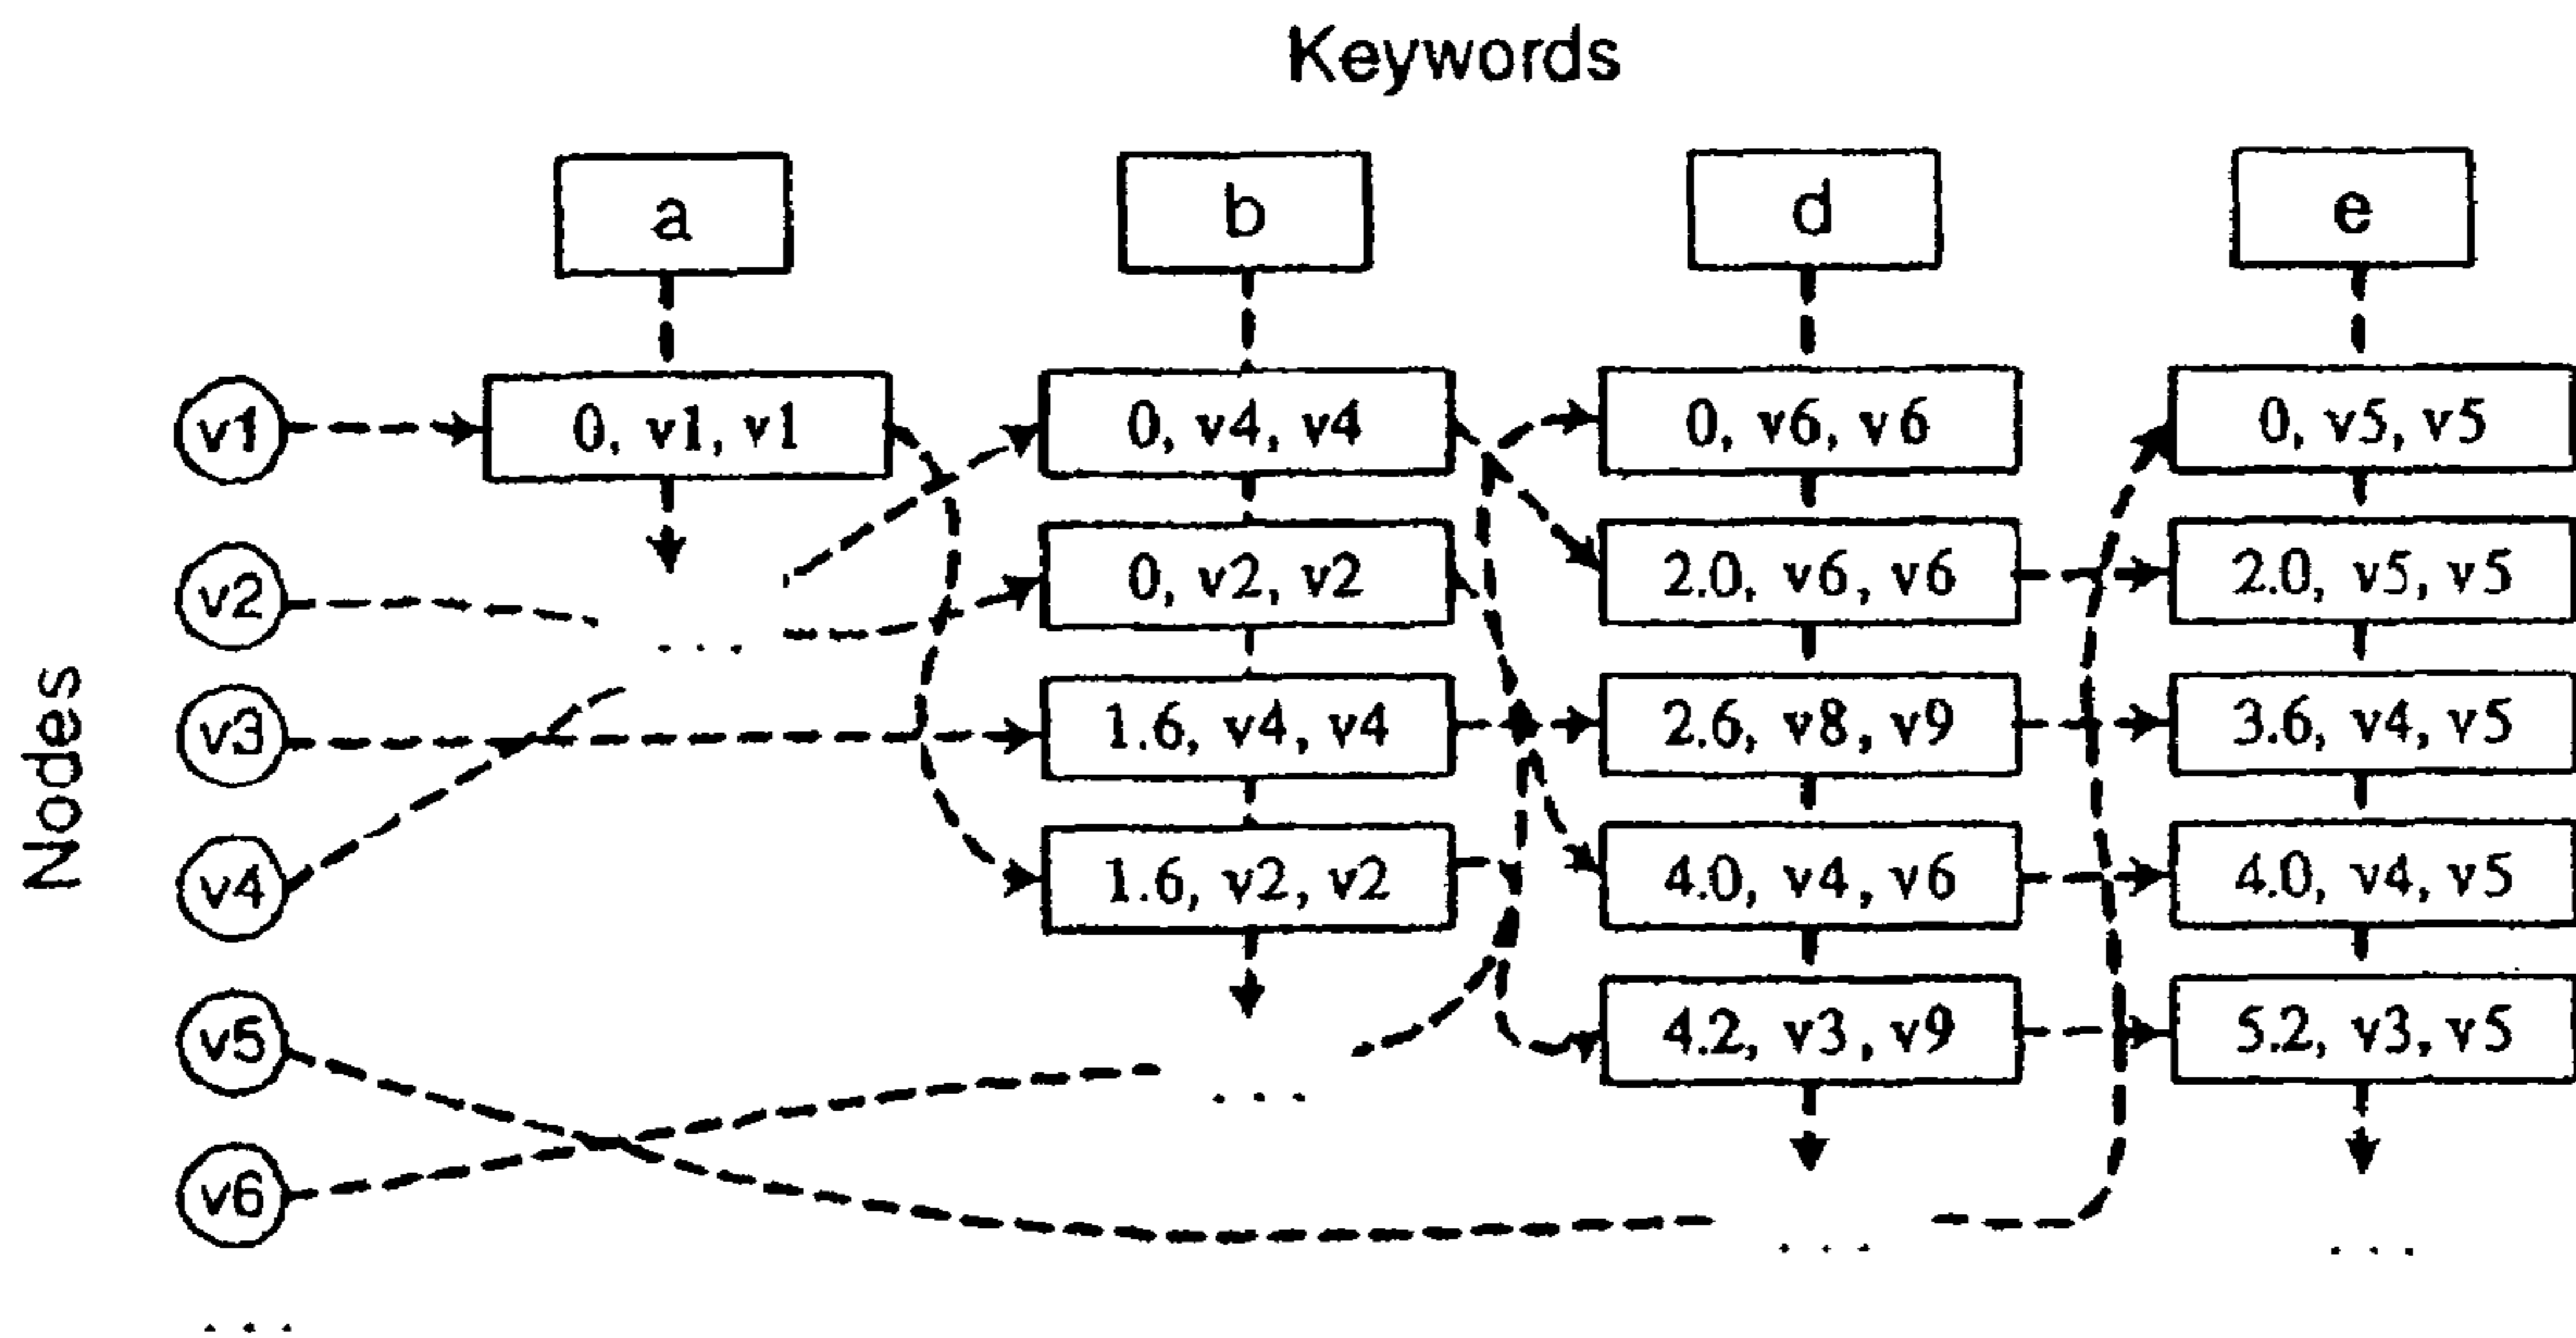 Keywords
a b d e
v1 0, v1, v1 0, v4, v4 0, v6, v6 0, v5, v5
v2 0, v2, v2 2.0, v6, v6 2.0, v5, v5
...
v3 1.6, v4, v4 2.6, v8, v9 3.6, v4, v5
Nodes
v4 1.6, v2, v2 4.0, v4, v6 4.0, v4, v5
v5 4.2, v3, v9 5.2, v3, v5
...
v6
... ...
...